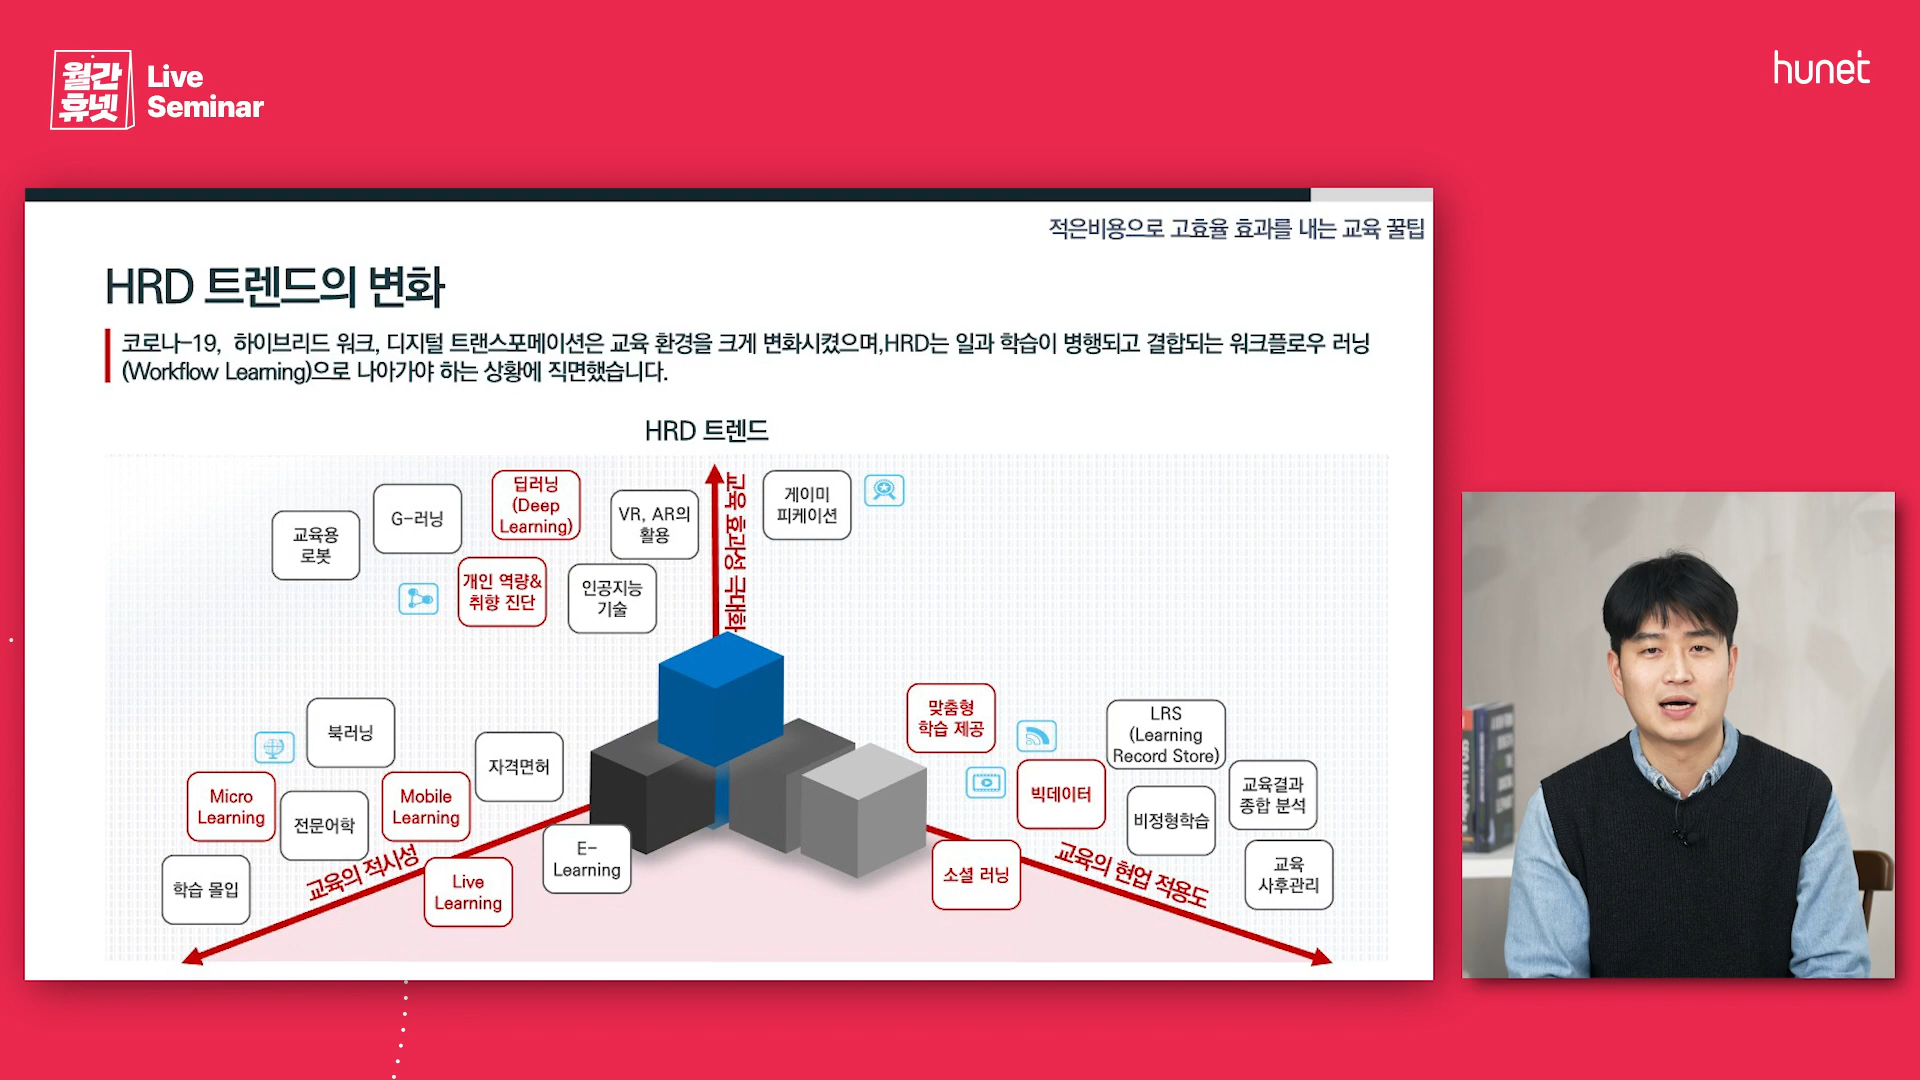 월간
휴넷
Live
Seminar
hunet
적은비용으로 고효율 효과를 내는 교육 꿀팁
HRD 트렌드의 변화
코로나-19, 하이브리드 워크, 디지털 트랜스포메이션은 교육 환경을 크게 변화시켰으며,HRD는 일과 학습이 병행되고 결합되는 워크플로우 러닝
(Workflow Learning)으로 나아가야 하는 상황에 직면했습니다.
HRD 트렌드
교육 효과성 극대화
교육용
로봇
G-러닝
딥러닝
(Deep
Learning)
VR, AR의
활용
게이미
피케이션
개인 역량&
취향 진단
인공지능
기술
북러닝
자격면허
Micro
Learning
전문어학
Mobile
Learning
학습 몰입
교육의 적시성
Live
Learning
E-
Learning
맞춤형
학습 제공
LRS
(Learning
Record Store)
빅데이터
비정형학습
교육결과
종합 분석
소셜 러닝
교육의 현업 적용도
교육
사후관리